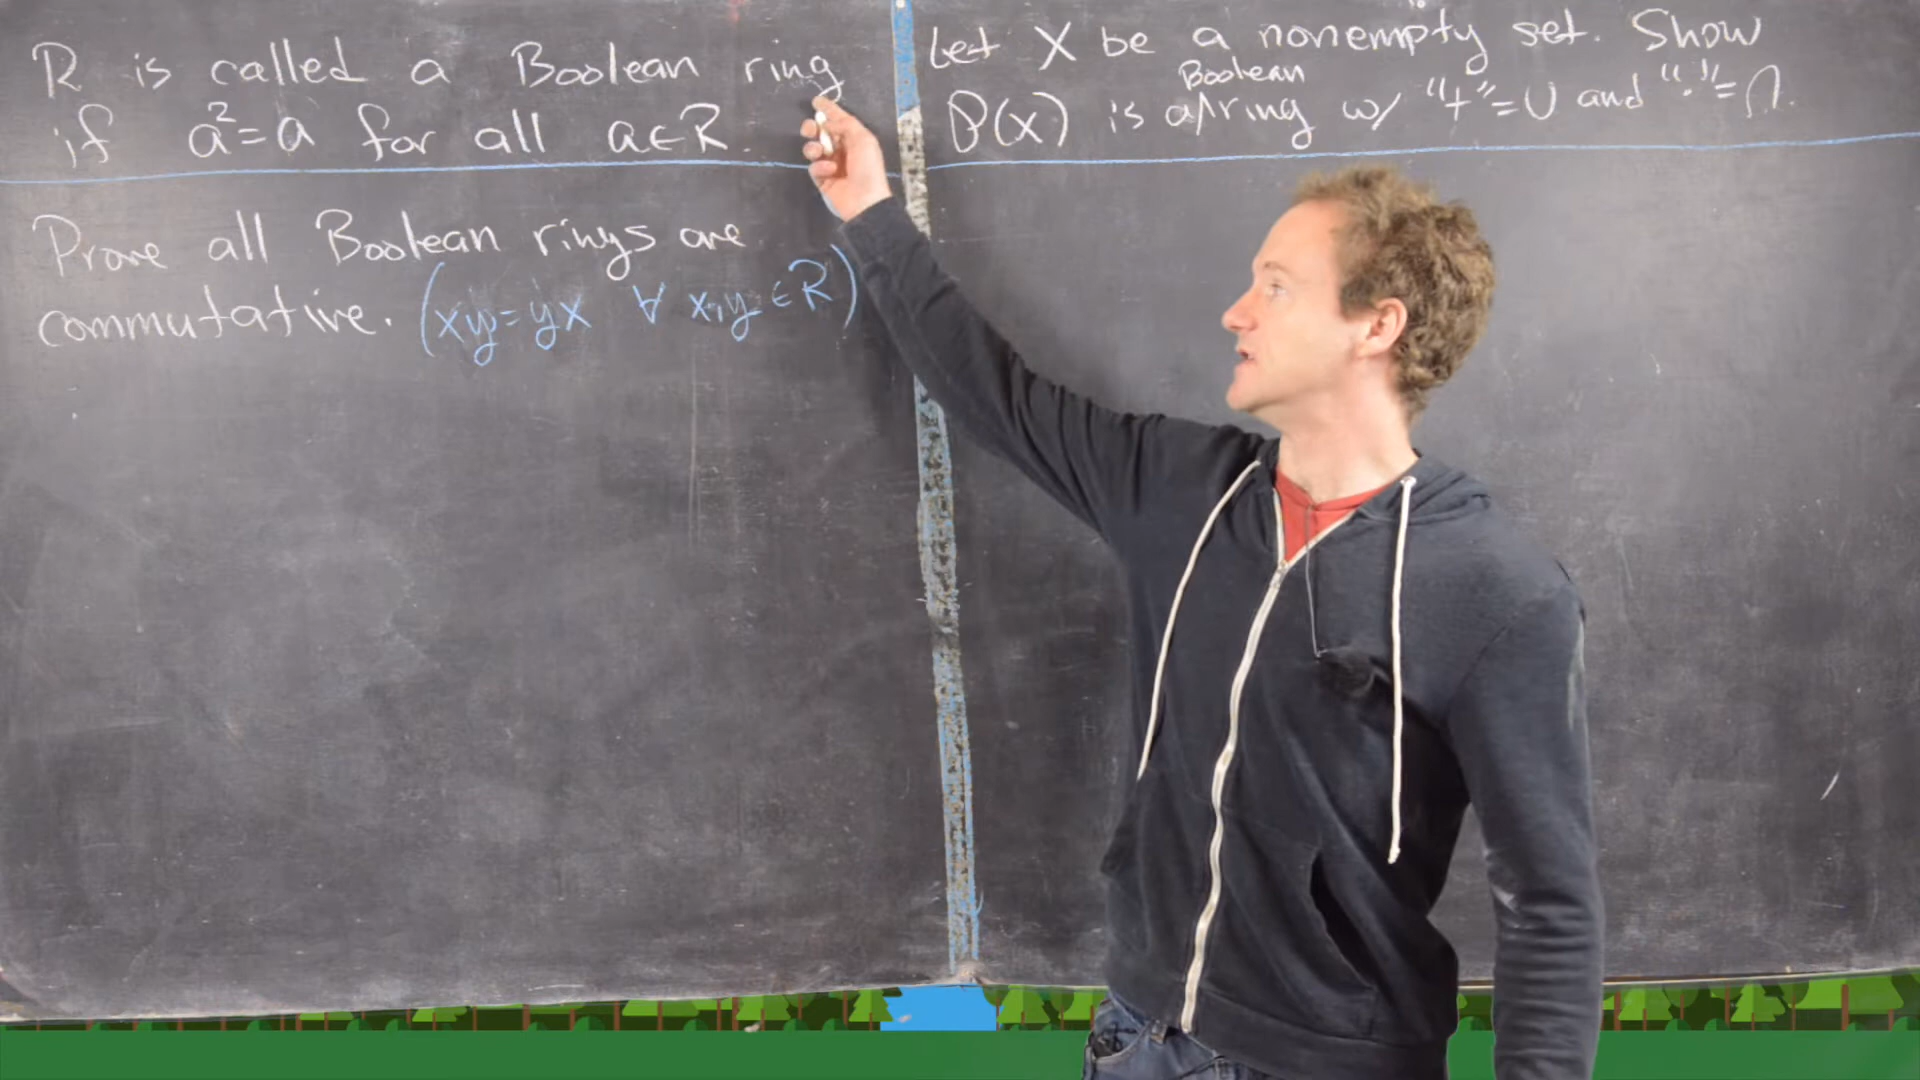 R is called a Boolean ring
if a²=a for all a∈R.
Prove all Boolean rings are
commutative. (xy=yx ∀ x,y ∈R)
Let X be a nonempty set. Show
Boolean
P(X) is a/ring w/ "+"=∪ and "·"=∩.